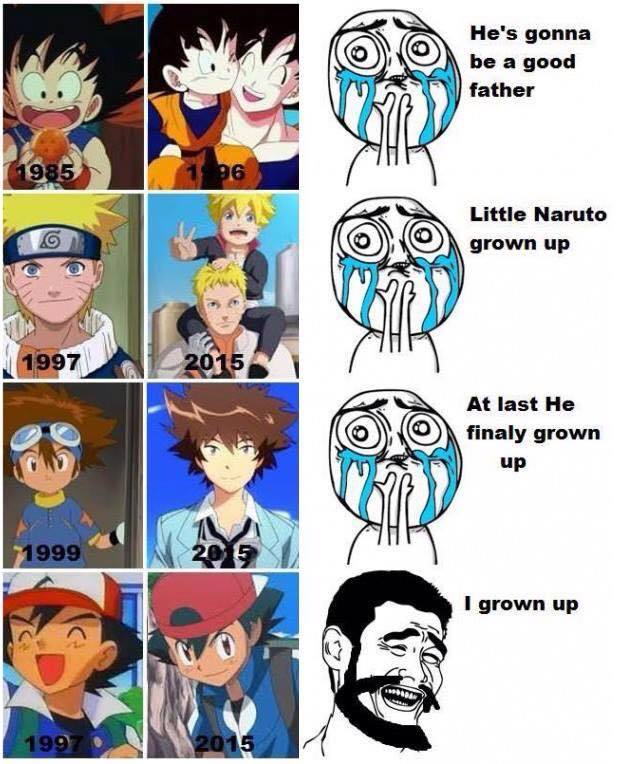 1985
1996
He's gonna
be a good
father
1997
2015
Little Naruto
grown up
1999
2015
At last He
finaly grown
up
1997
2015
I grown up